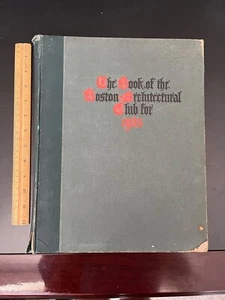 The Book of the
Boston Architectural
Club for